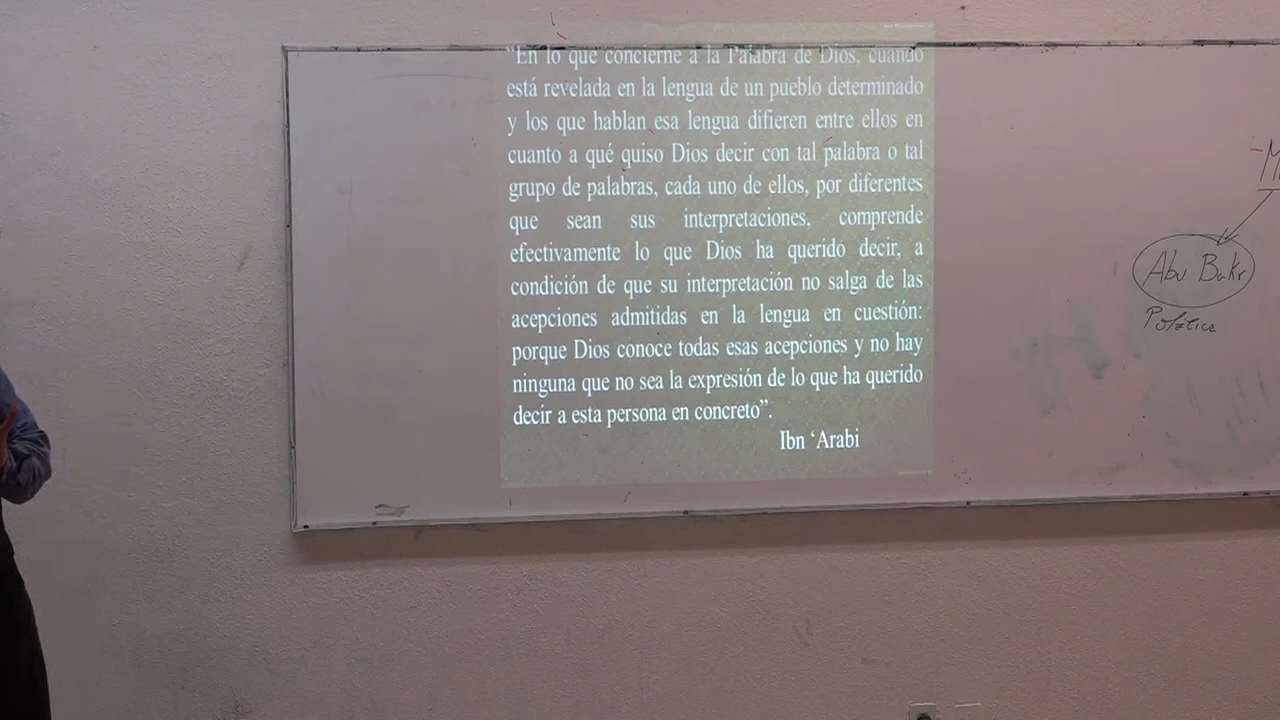 “En lo que concierne a la Palabra de Dios, cuando
está revelada en la lengua de un pueblo determinado
y los que hablan esa lengua difieren entre ellos en
cuanto a qué quiso Dios decir con tal palabra o tal
grupo de palabras, cada uno de ellos, por diferentes
que sean sus interpretaciones, comprende
efectivamente lo que Dios ha querido decir, a
condición de que su interpretación no salga de las
acepciones admitidas en la lengua en cuestión:
porque Dios conoce todas esas acepciones y no hay
ninguna que no sea la expresión de lo que ha querido
decir a esta persona en concreto”.
Ibn ‘Arabi
Abu Bakr
Política